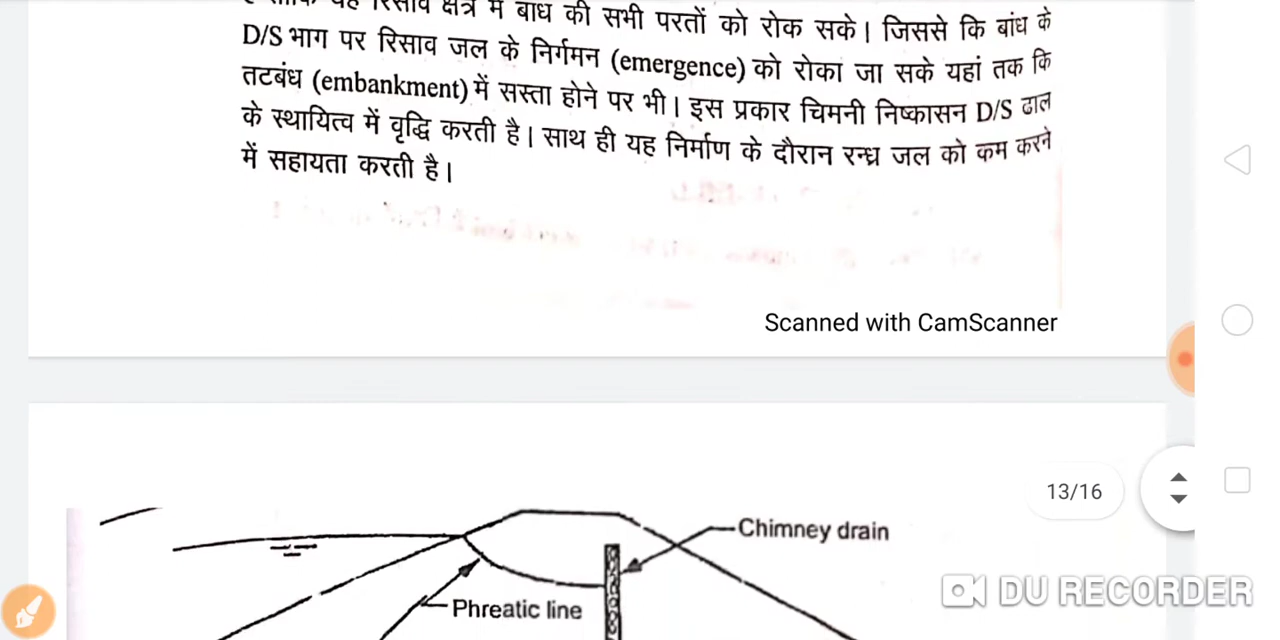 रिसाव क्षेत्र में बांध की सभी परतों को रोक सके। जिससे कि बांध के
D/S भाग पर रिसाव जल के निर्गमन (emergence) को रोका जा सके यहां तक कि
तटबंध (embankment) में सस्ता होने पर भी। इस प्रकार चिमनी निष्कासन D/S ढाल
के स्थायित्व में वृद्धि करती है। साथ ही यह निर्माण के दौरान रन्ध्र जल को कम करने
में सहायता करती है।
Scanned with CamScanner
13/16
Chimney drain
DU RECORDER
Phreatic line